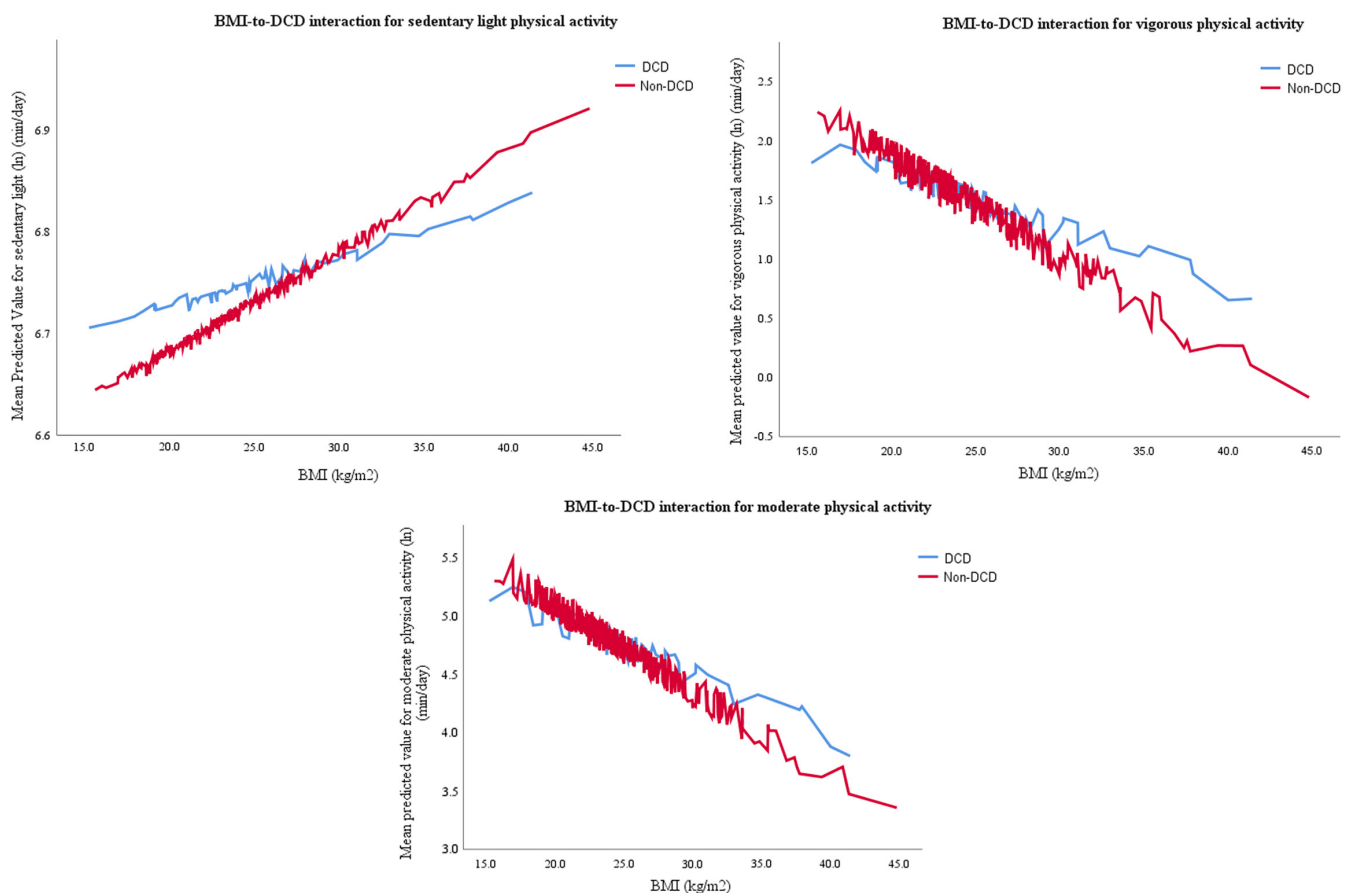 BMI-to-DCD interaction for sedentary light physical activity
Mean Predicted Value for sedentary light (ln) (min/day)
6.9
6.8
6.7
6.6
15.0 20.0 25.0 30.0 35.0 40.0 45.0
BMI (kg/m2)
DCD
Non-DCD
BMI-to-DCD interaction for vigorous physical activity
Mean predicted value for vigorous physical activity (ln) (min/day)
2.5
2.0
1.5
1.0
0.5
0.0
-0.5
15.0 20.0 25.0 30.0 35.0 40.0 45.0
BMI (kg/m2)
DCD
Non-DCD
BMI-to-DCD interaction for moderate physical activity
Mean predicted value for moderate physical activity (ln)
(min/day)
5.5
5.0
4.5
4.0
3.5
3.0
15.0 20.0 25.0 30.0 35.0 40.0 45.0
BMI (kg/m2)
DCD
Non-DCD